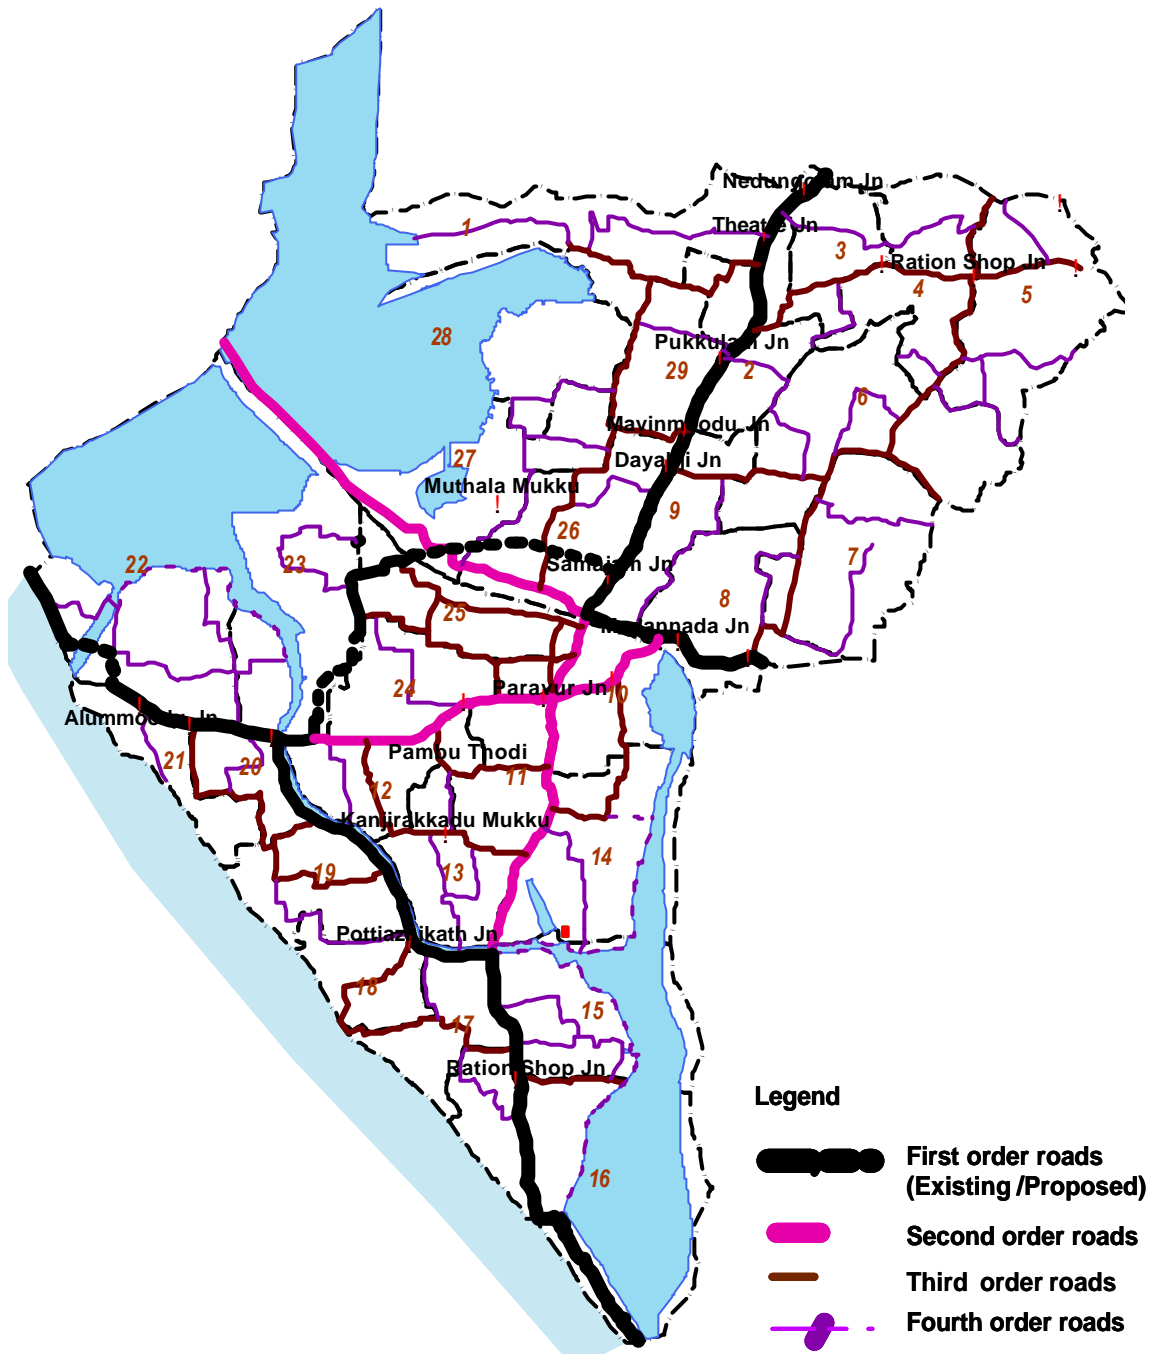 Nedungolam Jn
1
Theatre Jn
3
Ration Shop Jn
4
5
28
Pukkulam Jn
29
2
6
Mavinmoodu Jn
27
Dayabji Jn
Muthala Mukku
9
26
22
23
Samudram Jn
7
8
25
Jn
24
Paravur Jn
10
Alummoodu Jn
Pambu Thodi
21
20
11
12
Kanjirakkadu Mukku
14
19
13
Pottiazhikath Jn
18
15
17
Ration Shop Jn
Legend
First order roads
(Existing /Proposed)
16
Second order roads
Third order roads
Fourth order roads